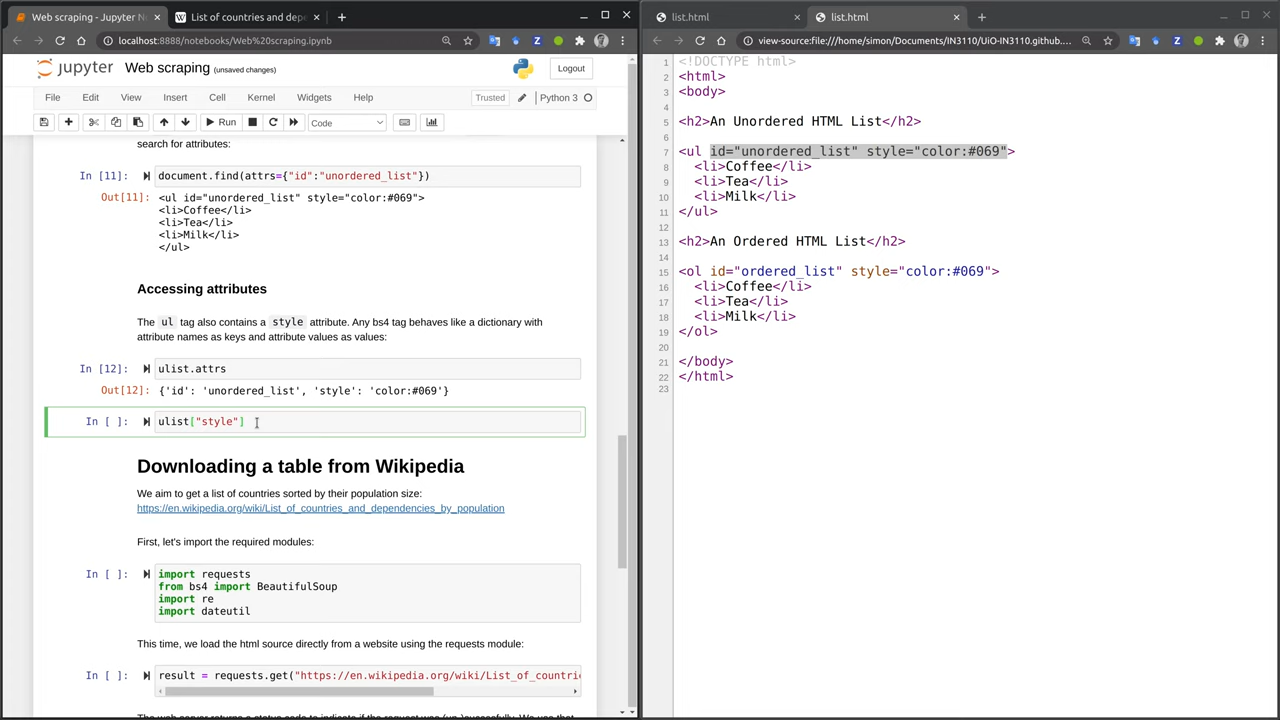 Web scraping - Jupyter N
List of countries and depe
localhost:8888/notebooks/Web%20scraping.ipynb
jupyter Web scraping (unsaved changes)
Logout
File Edit View Insert Cell Kernel Widgets Help
Trusted
Python 3
Run
Code
search for attributes:
In [11]: document.find(attrs={"id":"unordered_list"})
Out[11]: <ul id="unordered_list" style="color:#069">
<li>Coffee</li>
<li>Tea</li>
<li>Milk</li>
</ul>
Accessing attributes
The ul tag also contains a style attribute. Any bs4 tag behaves like a dictionary with
attribute names as keys and attribute values as values:
In [12]: ulist.attrs
Out[12]: {'id': 'unordered_list', 'style': 'color:#069'}
In [ ]: ulist["style"]
Downloading a table from Wikipedia
We aim to get a list of countries sorted by their population size:
https://en.wikipedia.org/wiki/List_of_countries_and_dependencies_by_population
First, let's import the required modules:
In [ ]: import requests
from bs4 import BeautifulSoup
import re
import dateutil
This time, we load the html source directly from a website using the requests module:
In [ ]: result = requests.get("https://en.wikipedia.org/wiki/List_of_countrie
list.html
list.html
view-source:file:///home/simon/Documents/IN3110/UiO-IN3110.github....
1 <!DOCTYPE html>
2 <html>
3 <body>
4
5 <h2>An Unordered HTML List</h2>
6
7 <ul id="unordered_list" style="color:#069">
8 <li>Coffee</li>
9 <li>Tea</li>
10 <li>Milk</li>
11 </ul>
12
13 <h2>An Ordered HTML List</h2>
14
15 <ol id="ordered_list" style="color:#069">
16 <li>Coffee</li>
17 <li>Tea</li>
18 <li>Milk</li>
19 </ol>
20
21 </body>
22 </html>
23